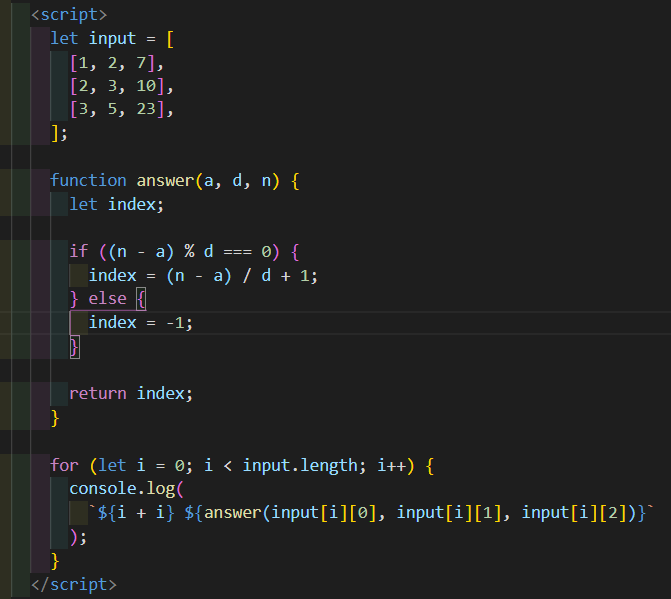 <script>
let input = [
[1, 2, 7],
[2, 3, 10],
[3, 5, 23],
];
function answer(a, d, n) {
let index;
if ((n - a) % d === 0) {
index = (n - a) / d + 1;
} else {
index = -1;
}
return index;
}
for (let i = 0; i < input.length; i++) {
console.log(
`${i + i} ${answer(input[i][0], input[i][1], input[i][2])}`
);
}
</script>